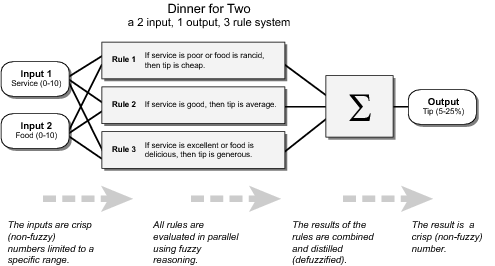 Dinner for Two
a 2 input, 1 output, 3 rule system
Input 1
Service (0-10)
Input 2
Food (0-10)
Rule 1
If service is poor or food is rancid,
then tip is cheap.
Rule 2
If service is good, then tip is average.
Rule 3
If service is excellent or food is
delicious, then tip is generous.
Σ
Output
Tip (5-25%)
The inputs are crisp
(non-fuzzy)
numbers limited to a
specific range.
All rules are
evaluated in parallel
using fuzzy
reasoning.
The results of the
rules are combined
and distilled
(defuzzified).
The result is a
crisp (non-fuzzy)
number.